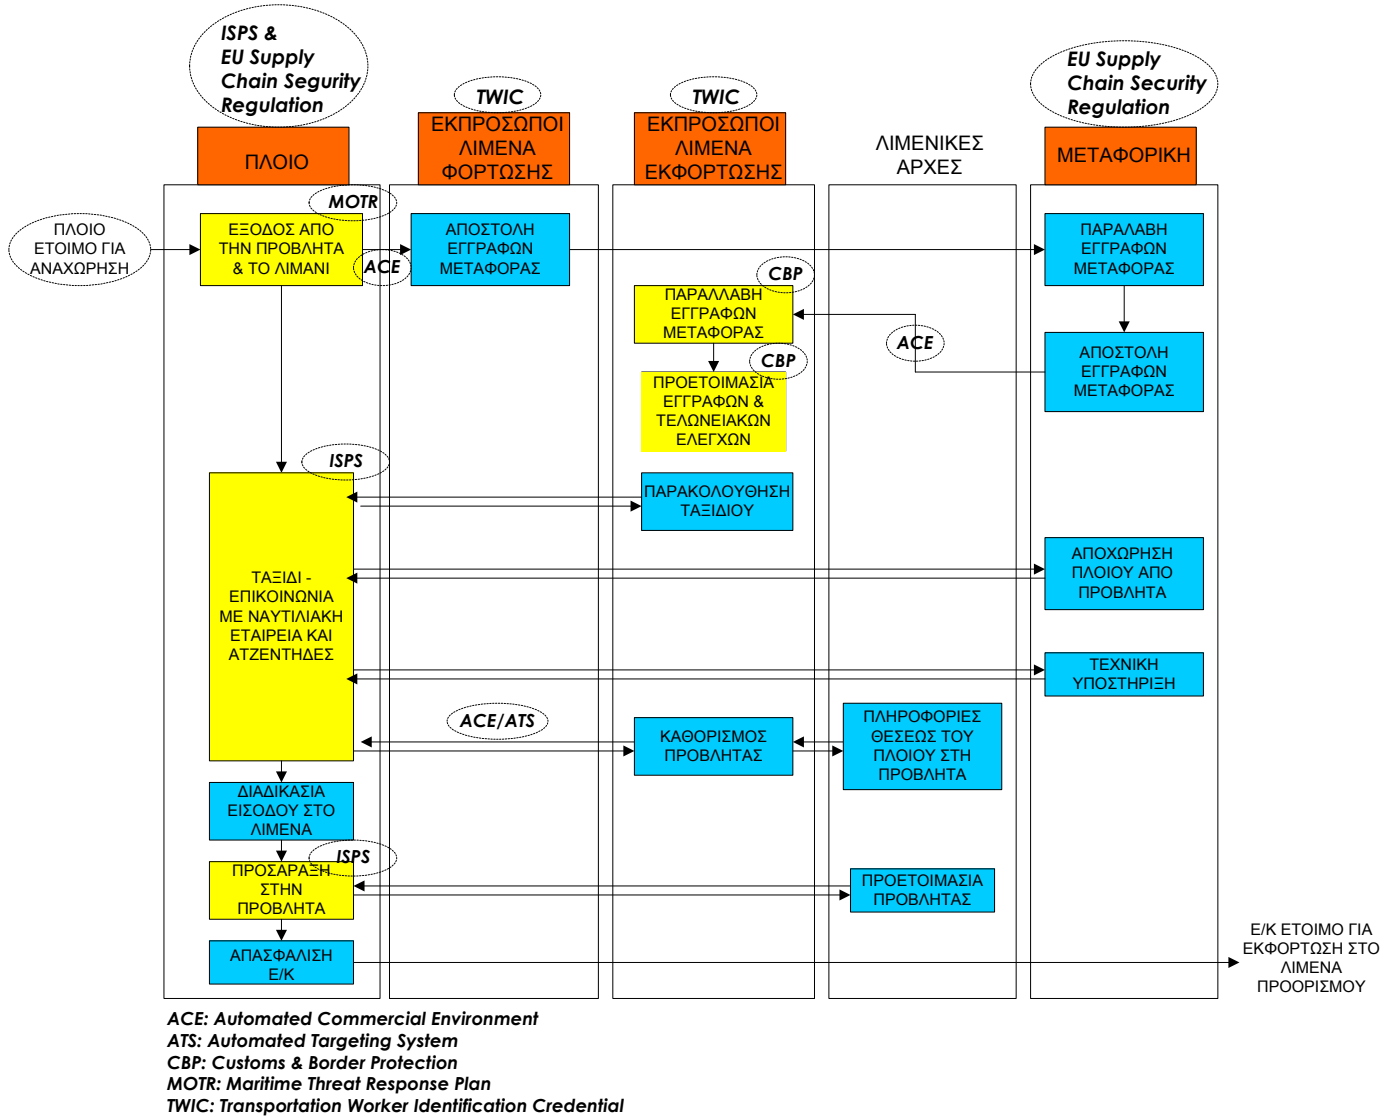 ISPS &
EU Supply
Chain Segurity
Regulation
TWIC
TWIC
EU Supply
Chain Security
Regulation
ΠΛΟΙΟ
ΕΚΠΡΟΣΩΠΟΙ
ΛΙΜΕΝΑ
ΦΟΡΤΩΣΗΣ
ΕΚΠΡΟΣΩΠΟΙ
ΛΙΜΕΝΑ
ΕΚΦΟΡΤΩΣΗΣ
ΛΙΜΕΝΙΚΕΣ
ΑΡΧΕΣ
ΜΕΤΑΦΟΡΙΚΗ
MOTR
ΠΛΟΙΟ
ΕΤΟΙΜΟ ΓΙΑ
ΑΝΑΧΩΡΗΣΗ
ΕΞΟΔΟΣ ΑΠΟ
ΤΗΝ ΠΡΟΒΛΗΤΑ
& ΤΟ ΛΙΜΑΝΙ
ACE
ΑΠΟΣΤΟΛΗ
ΕΓΓΡΑΦΩΝ
ΜΕΤΑΦΟΡΑΣ
ΠΑΡΑΛΑΒΗ
ΕΓΓΡΑΦΩΝ
ΜΕΤΑΦΟΡΑΣ
CBP
ΠΑΡΑΛΛΑΒΗ
ΕΓΓΡΑΦΩΝ
ΜΕΤΑΦΟΡΑΣ
ACE
ΑΠΟΣΤΟΛΗ
ΕΓΓΡΑΦΩΝ
ΜΕΤΑΦΟΡΑΣ
CBP
ΠΡΟΕΤΟΙΜΑΣΙΑ
ΕΓΓΡΑΦΩΝ &
ΤΕΛΩΝΕΙΑΚΩΝ
ΕΛΕΓΧΩΝ
ISPS
ΠΑΡΑΚΟΛΟΥΘΗΣΗ
ΤΑΞΙΔΙΟΥ
ΤΑΞΙΔΙ -
ΕΠΙΚΟΙΝΩΝΙΑ
ΜΕ ΝΑΥΤΙΛΙΑΚΗ
ΕΤΑΙΡΕΙΑ ΚΑΙ
ΑΤΖΕΝΤΗΔΕΣ
ΑΠΟΧΩΡΗΣΗ
ΠΛΟΙΟΥ ΑΠΟ
ΠΡΟΒΛΗΤΑ
ΤΕΧΝΙΚΗ
ΥΠΟΣΤΗΡΙΞΗ
ACE/ATS
ΚΑΘΟΡΙΣΜΟΣ
ΠΡΟΒΛΗΤΑΣ
ΠΛΗΡΟΦΟΡΙΕΣ
ΘΕΣΕΩΣ ΤΟΥ
ΠΛΟΙΟΥ ΣΤΗ
ΠΡΟΒΛΗΤΑ
ΔΙΑΔΙΚΑΣΙΑ
ΕΙΣΟΔΟΥ ΣΤΟ
ΛΙΜΕΝΑ
ISPS
ΠΡΟΣΑΡΑΞΗ
ΣΤΗΝ
ΠΡΟΒΛΗΤΑ
ΠΡΟΕΤΟΙΜΑΣΙΑ
ΠΡΟΒΛΗΤΑΣ
ΑΠΑΣΦΑΛΙΣΗ
Ε/Κ
Ε/Κ ΕΤΟΙΜΟ ΓΙΑ
ΕΚΦΟΡΤΩΣΗ ΣΤΟ
ΛΙΜΕΝΑ
ΠΡΟΟΡΙΣΜΟΥ
ACE: Automated Commercial Environment
ATS: Automated Targeting System
CBP: Customs & Border Protection
MOTR: Maritime Threat Response Plan
TWIC: Transportation Worker Identification Credential